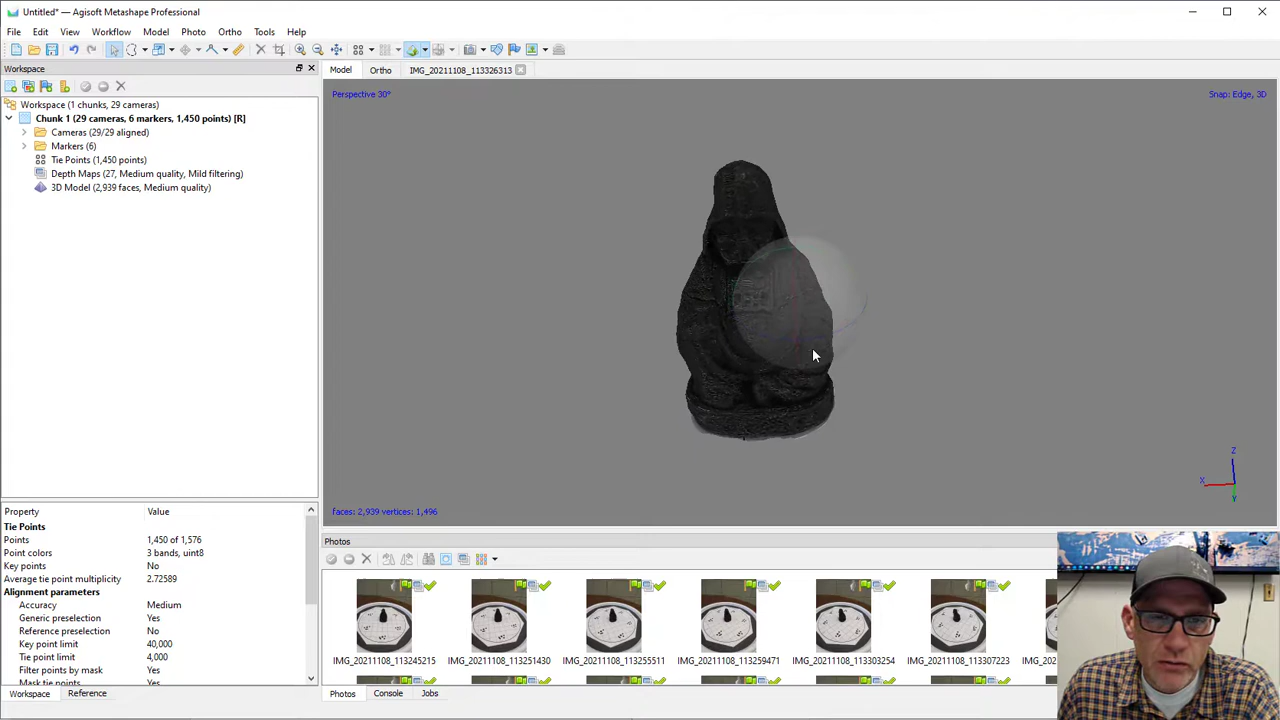 Untitled* — Agisoft Metashape Professional
File Edit View Workflow Model Photo Ortho Tools Help
Workspace
Model Ortho IMG_20211108_113326313
Perspective 30°
Snap: Edge, 3D
Workspace (1 chunks, 29 cameras)
Chunk 1 (29 cameras, 6 markers, 1,450 points) [R]
Cameras (29/29 aligned)
Markers (6)
Tie Points (1,450 points)
Depth Maps (27, Medium quality, Mild filtering)
3D Model (2,939 faces, Medium quality)
Z
X
Y
faces: 2,939 vertices: 1,496
Property Value
Tie Points
Points 1,450 of 1,576
Point colors 3 bands, uint8
Key points No
Average tie point multiplicity 2.72589
Alignment parameters
Accuracy Medium
Generic preselection Yes
Reference preselection No
Key point limit 40,000
Tie point limit 4,000
Filter points by mask Yes
Mask tie points Yes
Workspace Reference
Photos
IMG_20211108_113245215
IMG_20211108_113251430
IMG_20211108_113255511
IMG_20211108_113259471
IMG_20211108_113303254
IMG_20211108_113307223
Photos Console Jobs